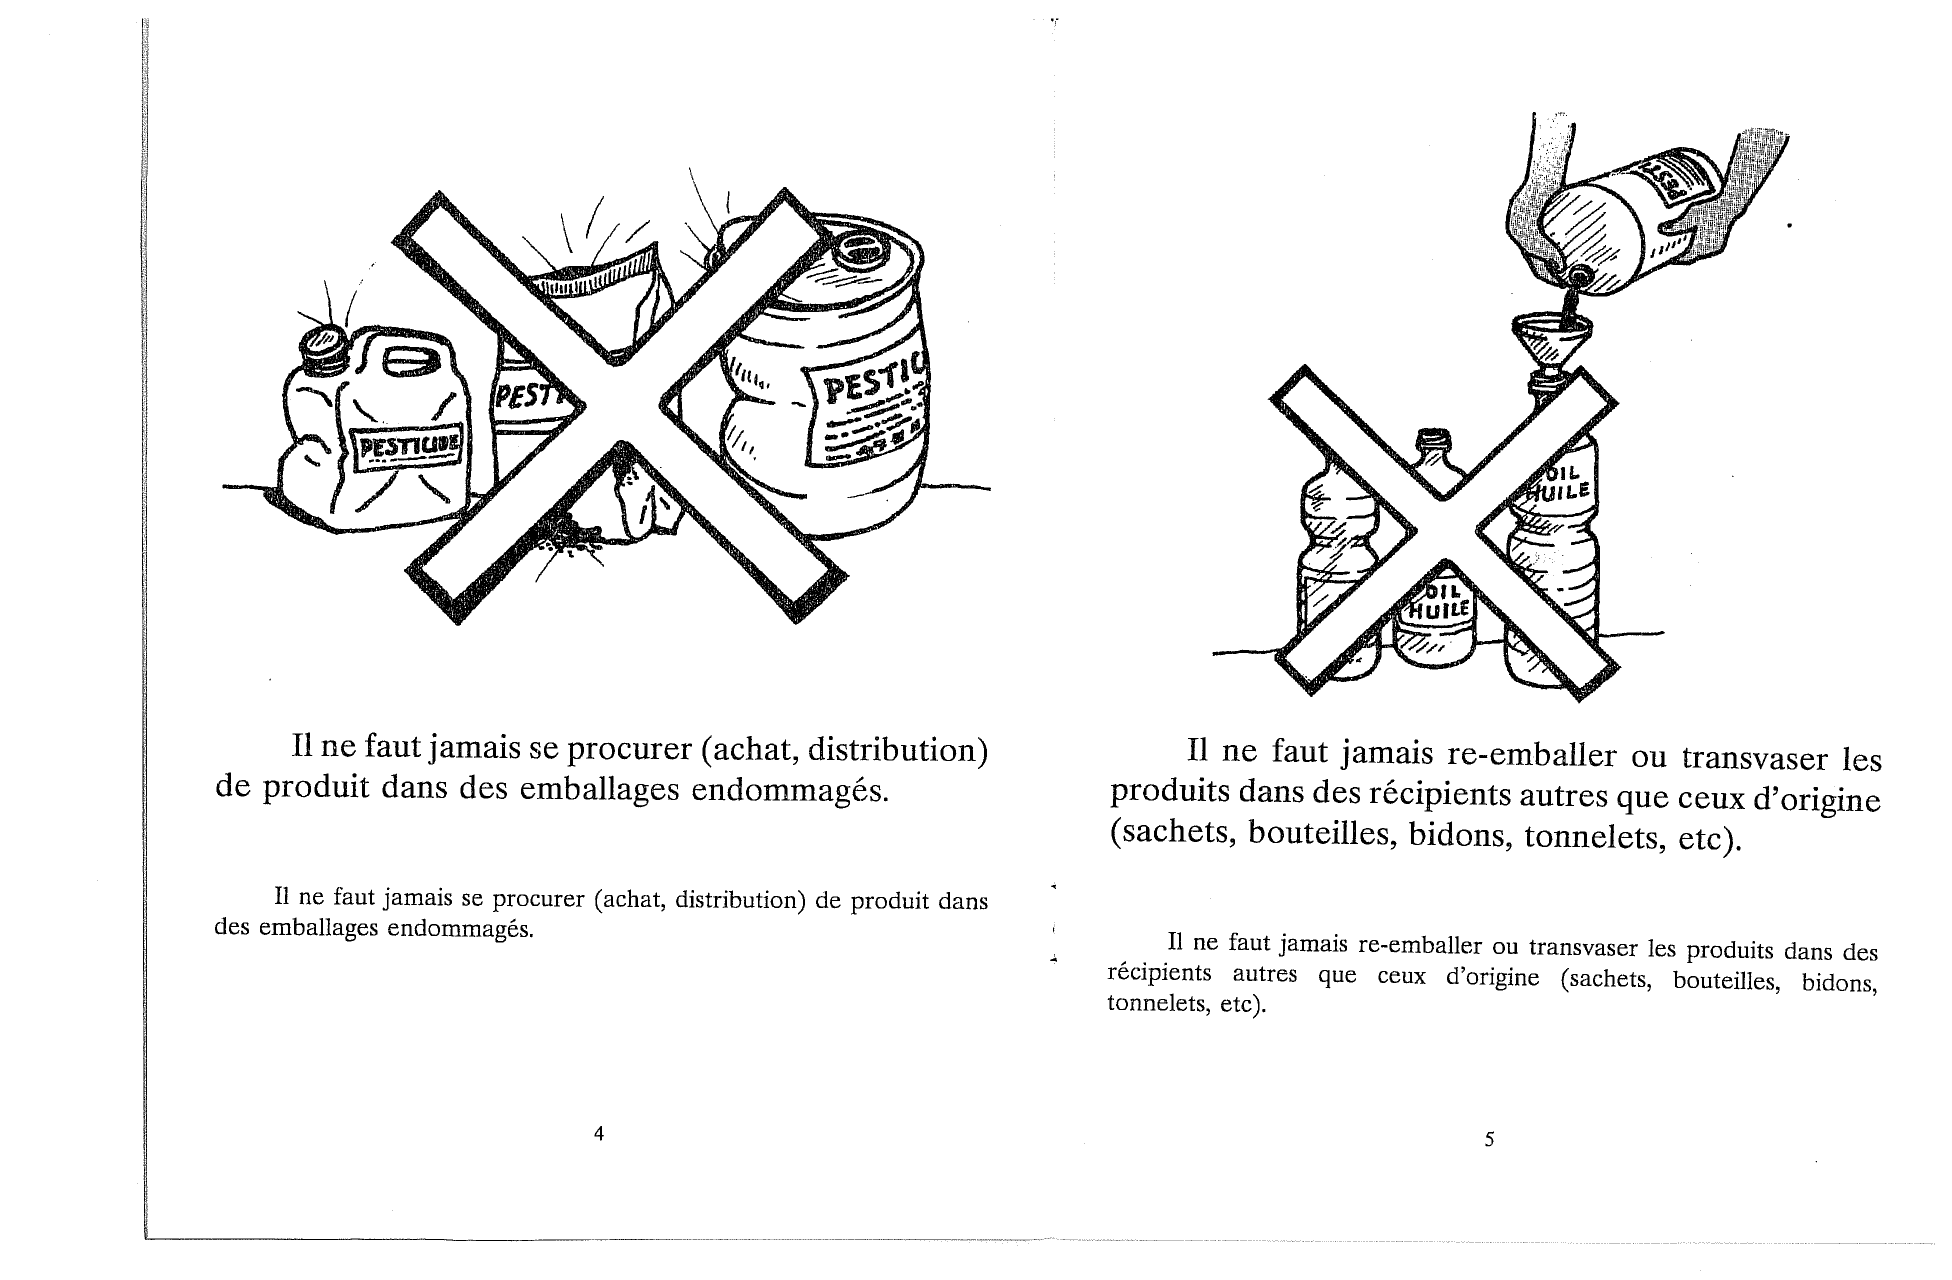 PESTICIDE
PEST
PESTIC
Il ne faut jamais se procurer (achat, distribution)
de produit dans des emballages endommagés.
Il ne faut jamais se procurer (achat, distribution) de produit dans
des emballages endommagés.
4
PESTI
OIL
HUILE
OIL
HUILE
Il ne faut jamais re-emballer ou transvaser les
produits dans des récipients autres que ceux d'origine
(sachets, bouteilles, bidons, tonnelets, etc).
Il ne faut jamais re-emballer ou transvaser les produits dans des
récipients autres que ceux d'origine (sachets, bouteilles, bidons,
tonnelets, etc).
5